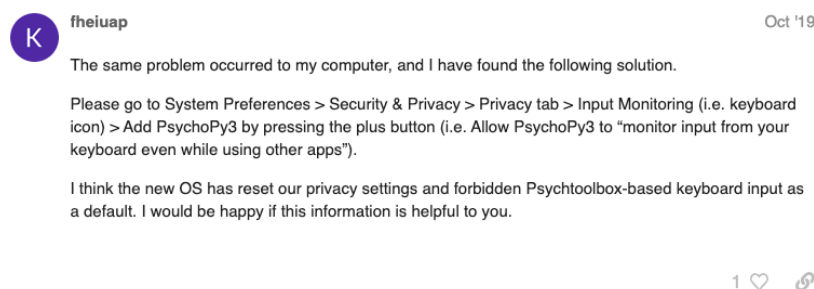 K
fheiuap
Oct '19
The same problem occurred to my computer, and I have found the following solution.
Please go to System Preferences > Security & Privacy > Privacy tab > Input Monitoring (i.e. keyboard
icon) > Add PsychoPy3 by pressing the plus button (i.e. Allow PsychoPy3 to “monitor input from your
keyboard even while using other apps”).
I think the new OS has reset our privacy settings and forbidden Psychtoolbox-based keyboard input as
a default. I would be happy if this information is helpful to you.
1